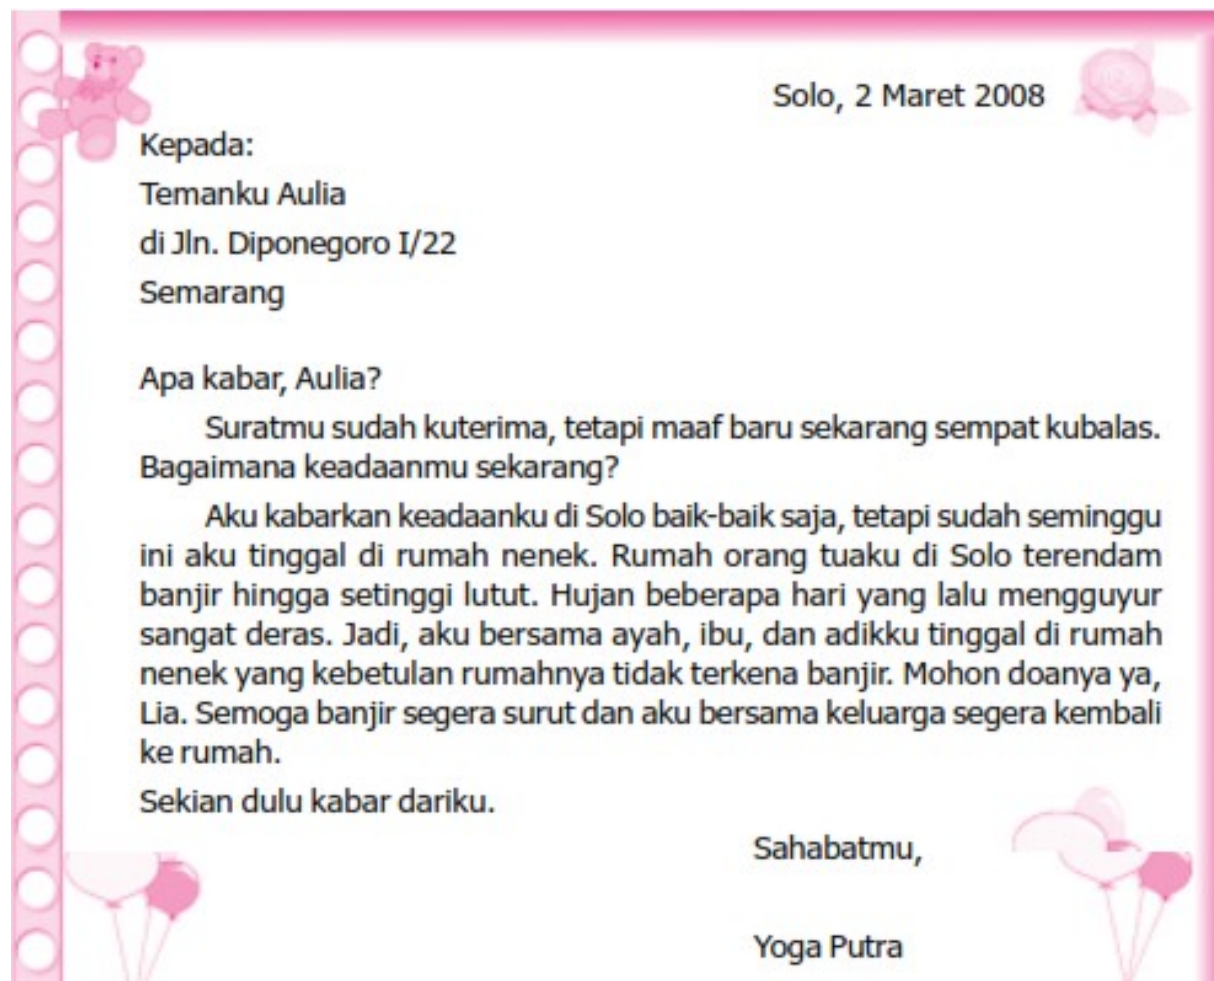 Solo, 2 Maret 2008
Kepada:
Temanku Aulia
di Jln. Diponegoro I/22
Semarang
Apa kabar, Aulia?
Suratmu sudah kuterima, tetapi maaf baru sekarang sempat kubalas.
Bagaimana keadaanmu sekarang?
Aku kabarkan keadaanku di Solo baik-baik saja, tetapi sudah seminggu
ini aku tinggal di rumah nenek. Rumah orang tuaku di Solo terendam
banjir hingga setinggi lutut. Hujan beberapa hari yang lalu mengguyur
sangat deras. Jadi, aku bersama ayah, ibu, dan adikku tinggal di rumah
nenek yang kebetulan rumahnya tidak terkena banjir. Mohon doanya ya,
Lia. Semoga banjir segera surut dan aku bersama keluarga segera kembali
ke rumah.
Sekian dulu kabar dariku.
Sahabatmu,
Yoga Putra